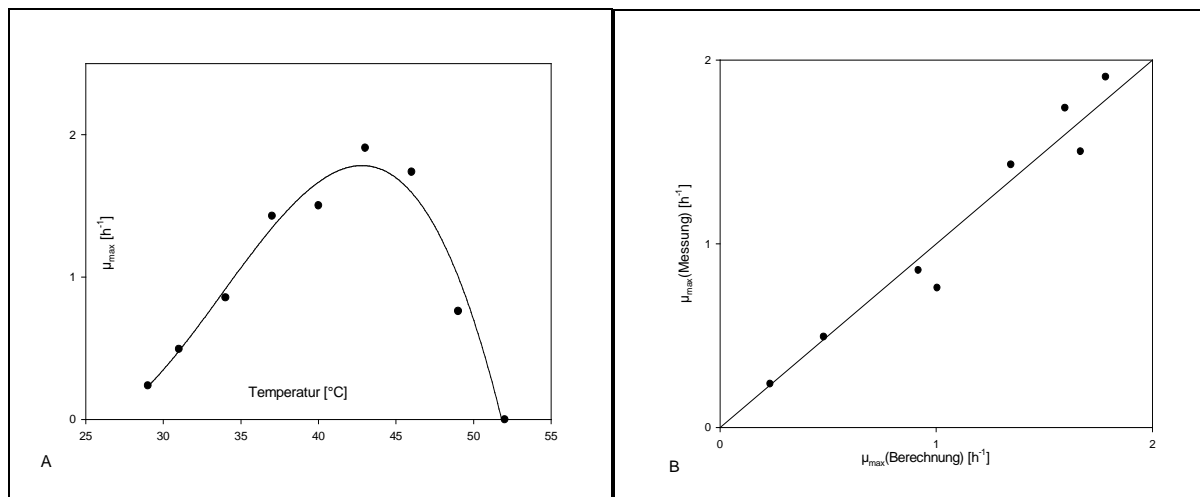 2
µmax [h-1]
1
Temperatur [°C]
0
25 30 35 40 45 50 55
A
2
µmax(Messung) [h-1]
1
0
0 1 2
µmax(Berechnung) [h-1]
B